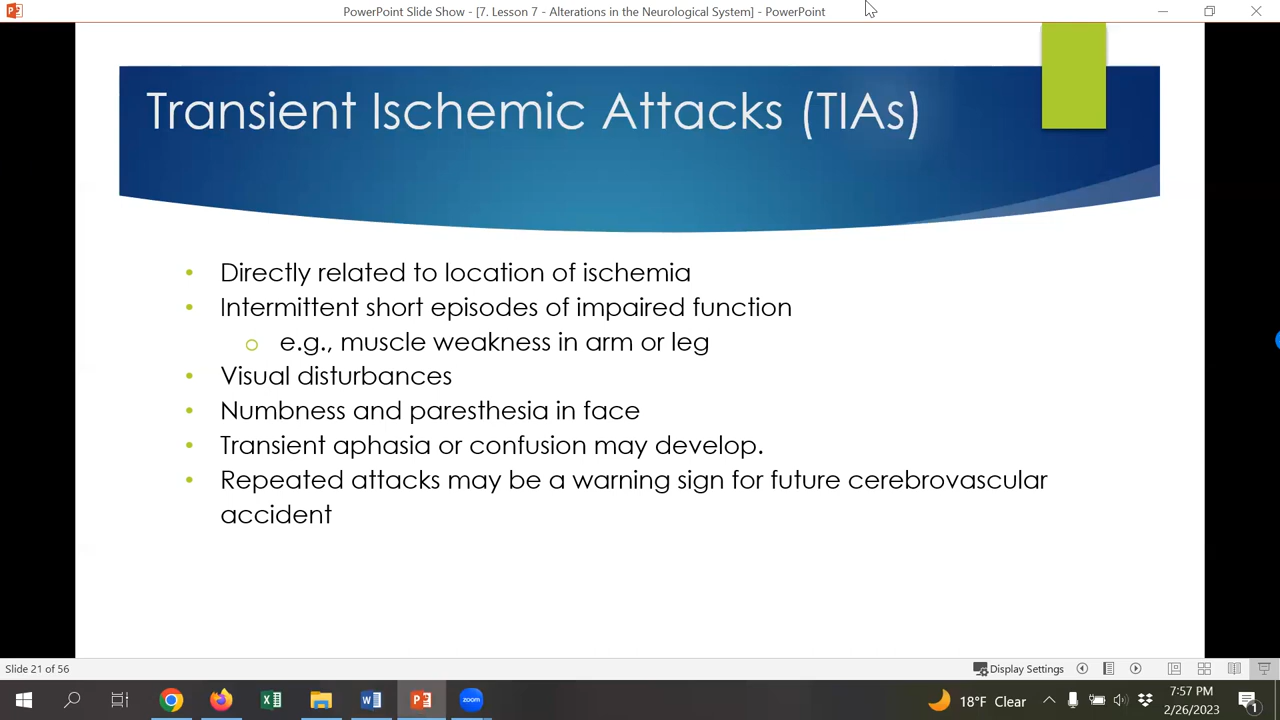 PowerPoint Slide Show - [7. Lesson 7 - Alterations in the Neurological System] - PowerPoint
Transient Ischemic Attacks (TIAs)
• Directly related to location of ischemia
• Intermittent short episodes of impaired function
o e.g., muscle weakness in arm or leg
• Visual disturbances
• Numbness and paresthesia in face
• Transient aphasia or confusion may develop.
• Repeated attacks may be a warning sign for future cerebrovascular
accident
Slide 21 of 56
Display Settings
zoom
18°F Clear
7:57 PM
2/26/2023
1